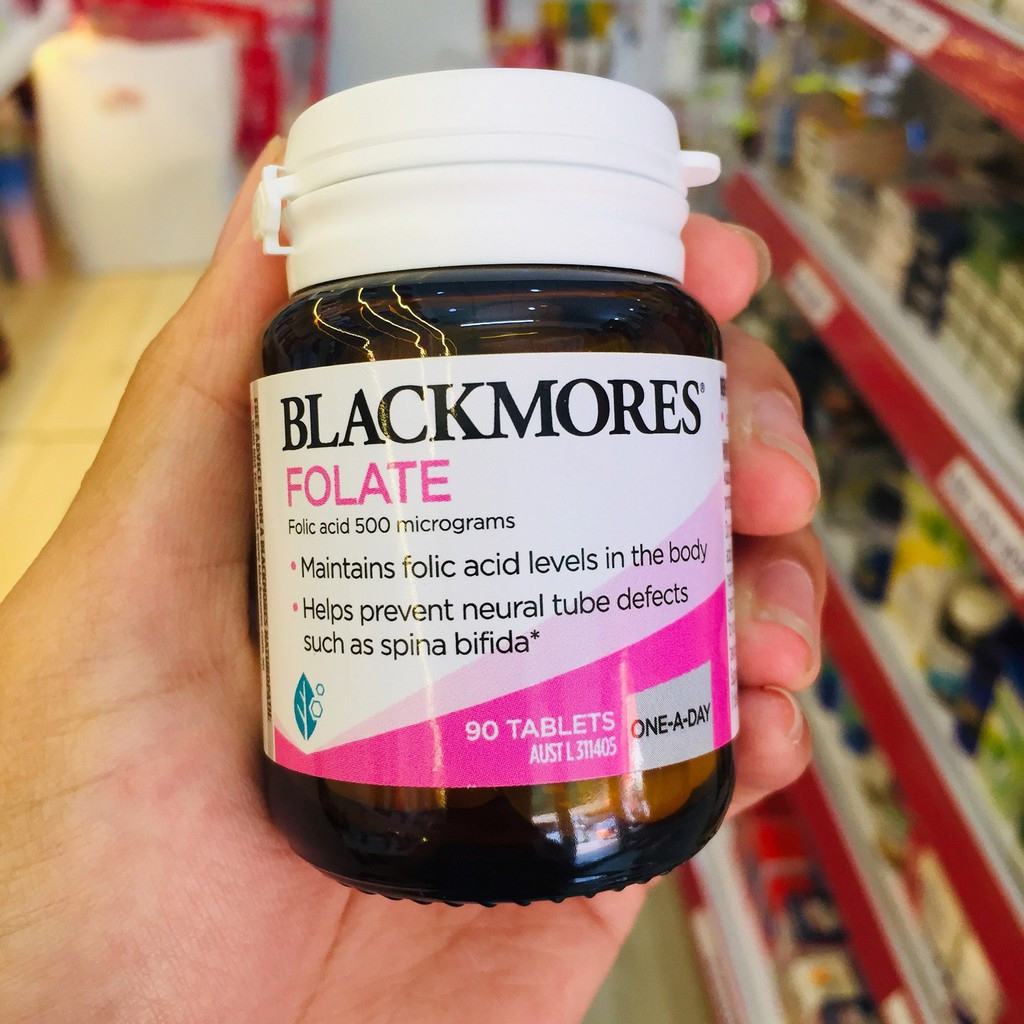 BLACKMORES®
FOLATE
Folic acid 500 micrograms
• Maintains folic acid levels in the body
• Helps prevent neural tube defects
such as spina bifida*
90 TABLETS
AUST L 311405
ONE-A-DAY